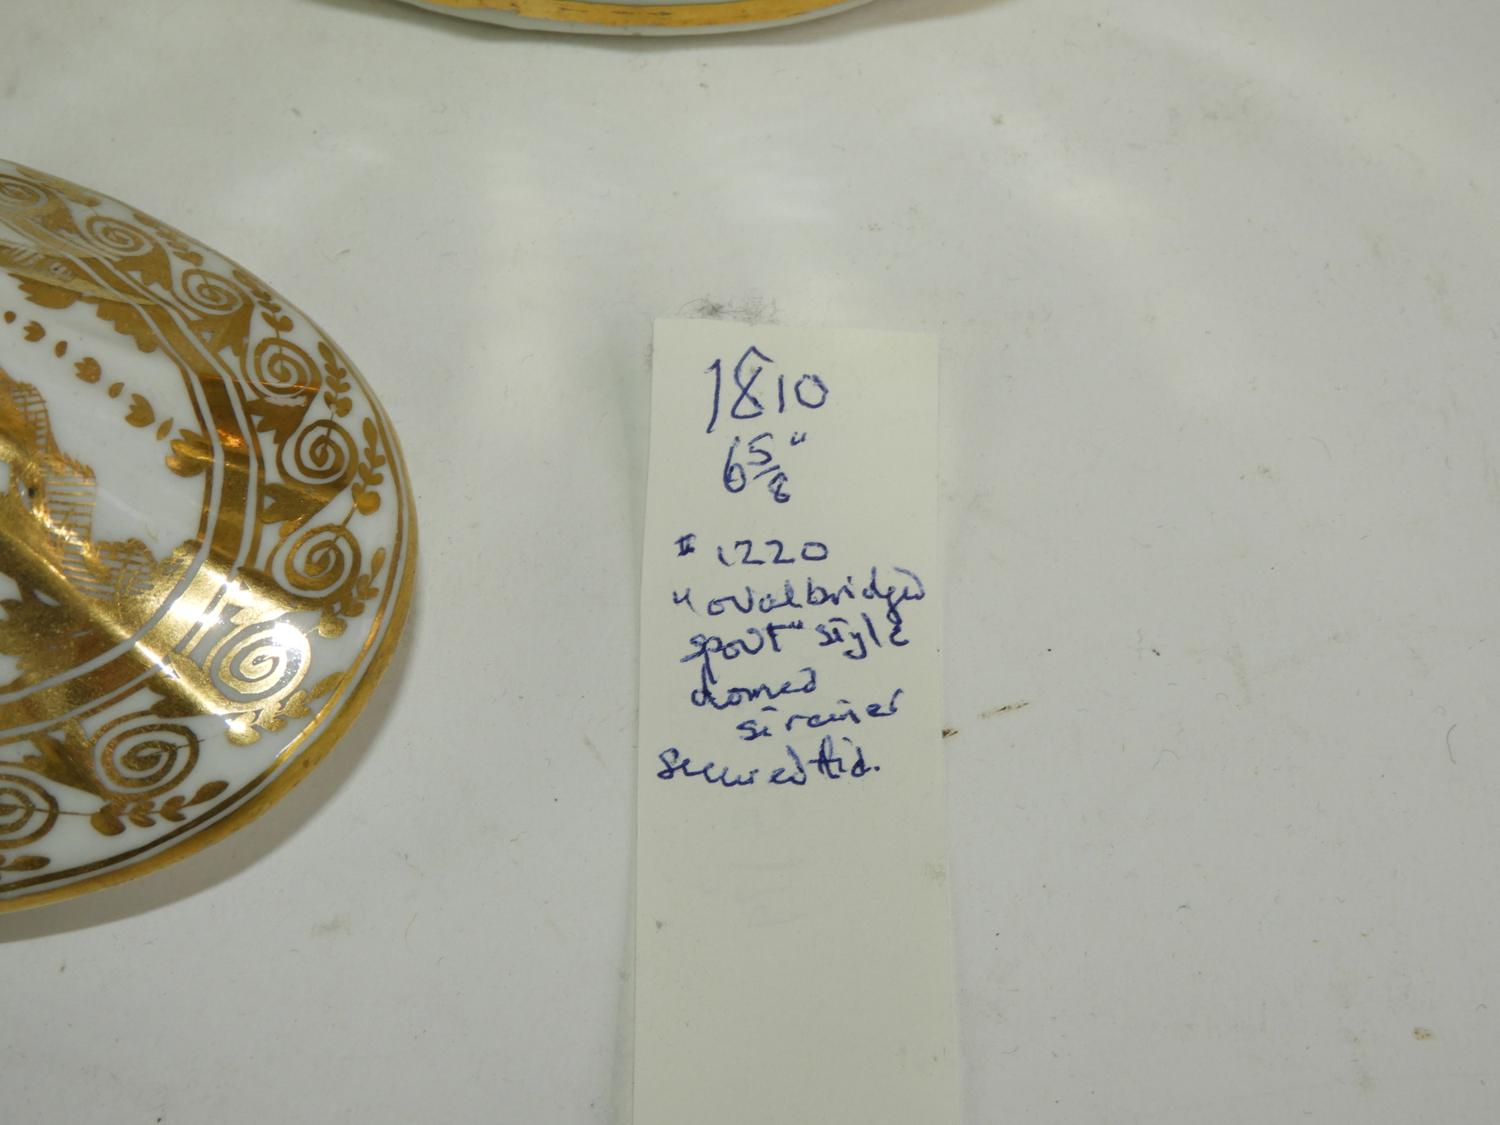 1810
6 5/8"
# 1220
"oval bridged
spout" style
domed
strainer
secured lid.